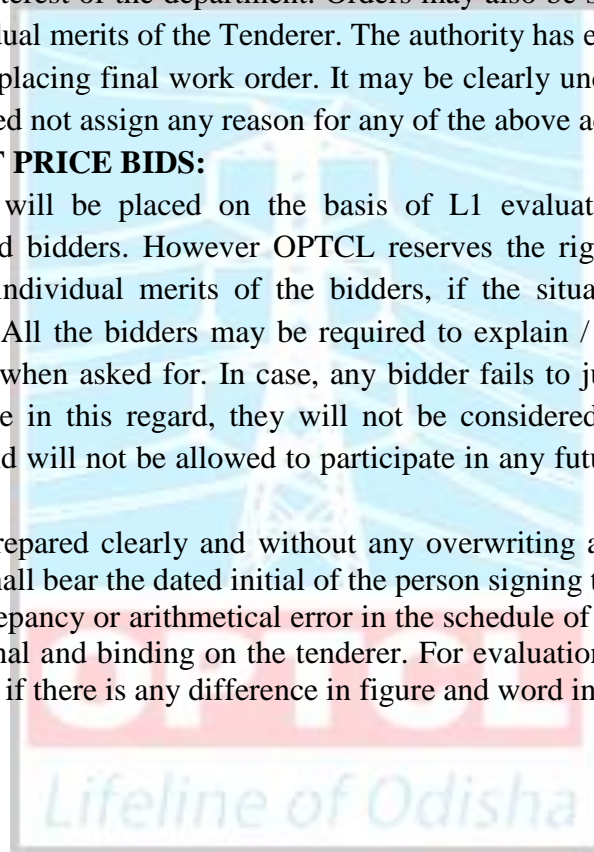 terest of the department. Orders may also be s
dual merits of the Tenderer. The authority has e
placing final work order. It may be clearly und
ed not assign any reason for any of the above a
PRICE BIDS:
will be placed on the basis of L1 evaluat
d bidders. However OPTCL reserves the rig
individual merits of the bidders, if the situa
All the bidders may be required to explain /
when asked for. In case, any bidder fails to ju
e in this regard, they will not be considered
d will not be allowed to participate in any futu
repared clearly and without any overwriting a
all bear the dated initial of the person signing t
epancy or arithmetical error in the schedule of
nal and binding on the tenderer. For evaluation
if there is any difference in figure and word in
OPTCL
Lifeline of Odisha